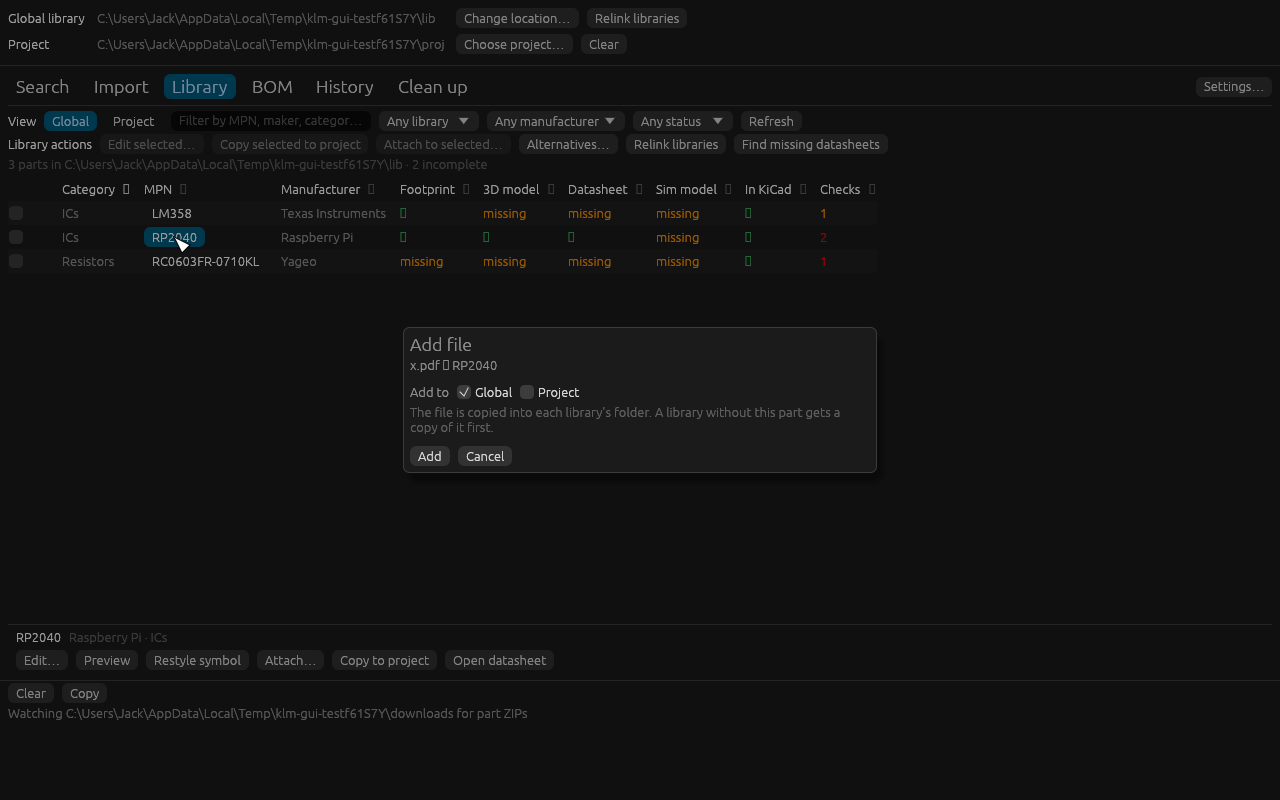 Global library C:\Users\Jack\AppData\Local\Temp\klm-gui-testf61S7Y\lib Change location… Relink libraries
Project C:\Users\Jack\AppData\Local\Temp\klm-gui-testf61S7Y\proj Choose project… Clear
Search Import Library BOM History Clean up Settings…
View Global Project Filter by MPN, maker, categor… Any library Any manufacturer Any status Refresh
Library actions Edit selected… Copy selected to project Attach to selected… Alternatives… Relink libraries Find missing datasheets
3 parts in C:\Users\Jack\AppData\Local\Temp\klm-gui-testf61S7Y\lib · 2 incomplete
Category MPN Manufacturer Footprint 3D model Datasheet Sim model In KiCad Checks
ICs LM358 Texas Instruments missing missing missing 1
ICs RP2040 Raspberry Pi missing 2
Resistors RC0603FR-0710KL Yageo missing missing missing missing 1
Add file
x.pdf RP2040
Add to Global Project
The file is copied into each library's folder. A library without this part gets a
copy of it first.
Add Cancel
RP2040 Raspberry Pi · ICs
Edit… Preview Restyle symbol Attach… Copy to project Open datasheet
Clear Copy
Watching C:\Users\Jack\AppData\Local\Temp\klm-gui-testf61S7Y\downloads for part ZIPs